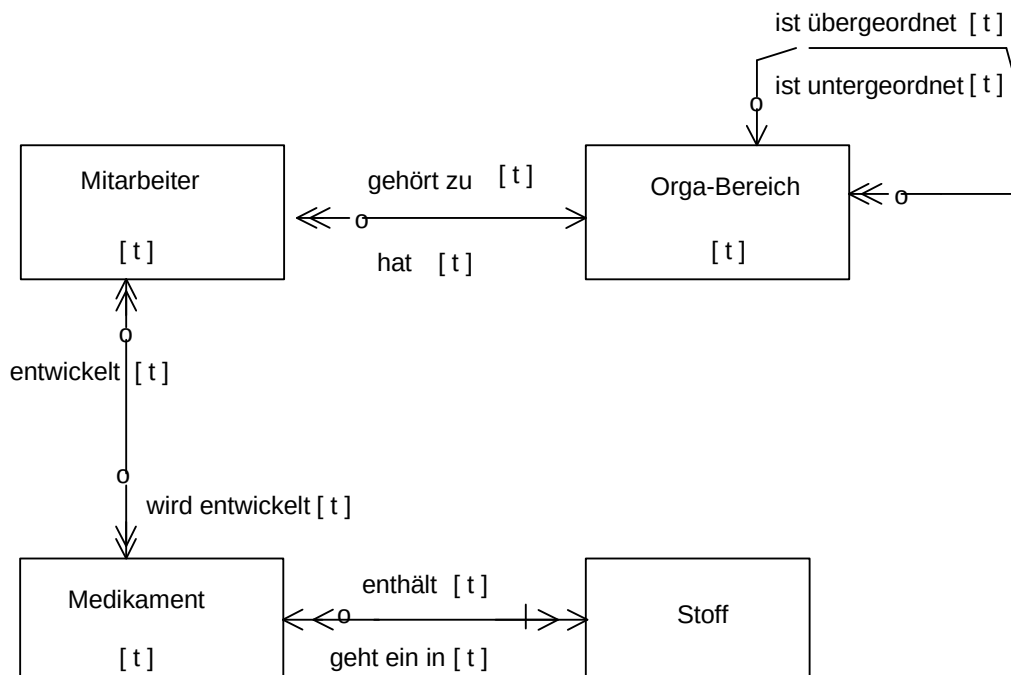 ist übergeordnet [ t ]
ist untergeordnet [ t ]
o
Mitarbeiter
[ t ]
gehört zu [ t ]
o
hat [ t ]
Orga-Bereich
[ t ]
o
o
entwickelt [ t ]
o
wird entwickelt [ t ]
Medikament
[ t ]
enthält [ t ]
o
geht ein in [ t ]
Stoff